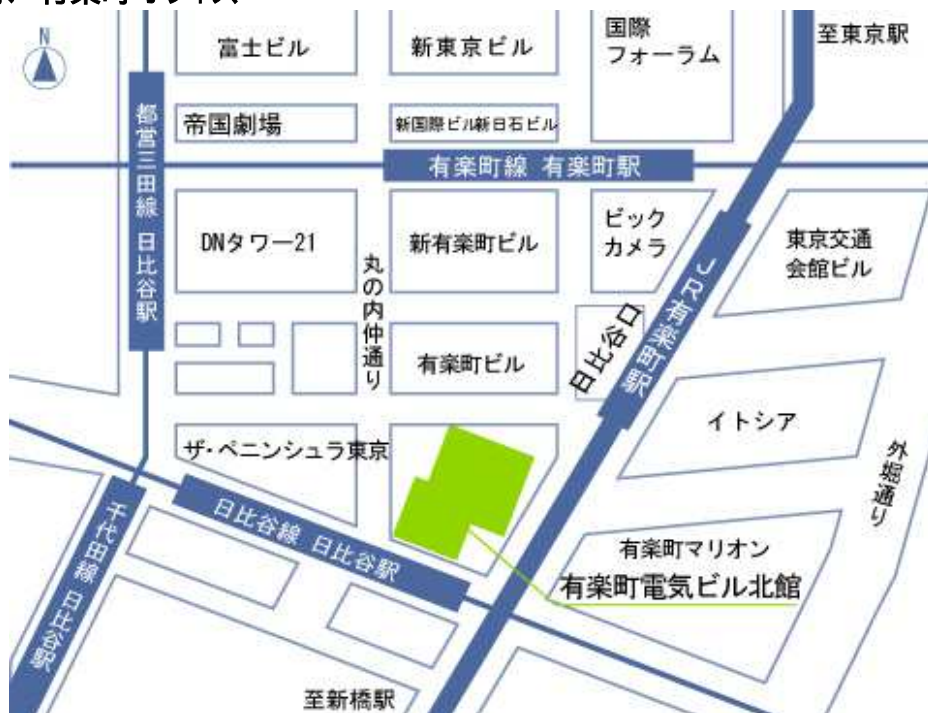 有楽町オフィス
N
富士ビル
新東京ビル
国際
フォーラム
至東京駅
都営三田線 日比谷駅
帝国劇場
新国際ビル新日石ビル
有楽町線 有楽町駅
DNタワー21
丸の内仲通り
新有楽町ビル
ビック
カメラ
JR有楽町駅
東京交通
会館ビル
有楽町ビル
日比谷口
イトシア
ザ・ペニンシュラ東京
外堀通り
千代田線 日比谷駅
日比谷線 日比谷駅
有楽町マリオン
有楽町電気ビル北館
至新橋駅